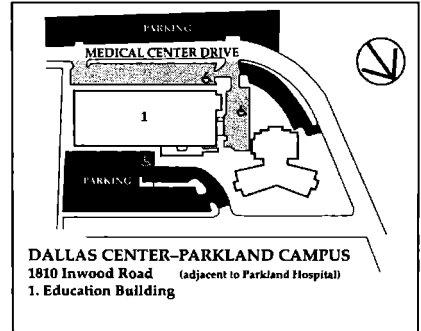 PARKING
MEDICAL CENTER DRIVE
1
PARKING
DALLAS CENTER–PARKLAND CAMPUS
1810 Inwood Road (adjacent to Parkland Hospital)
1. Education Building